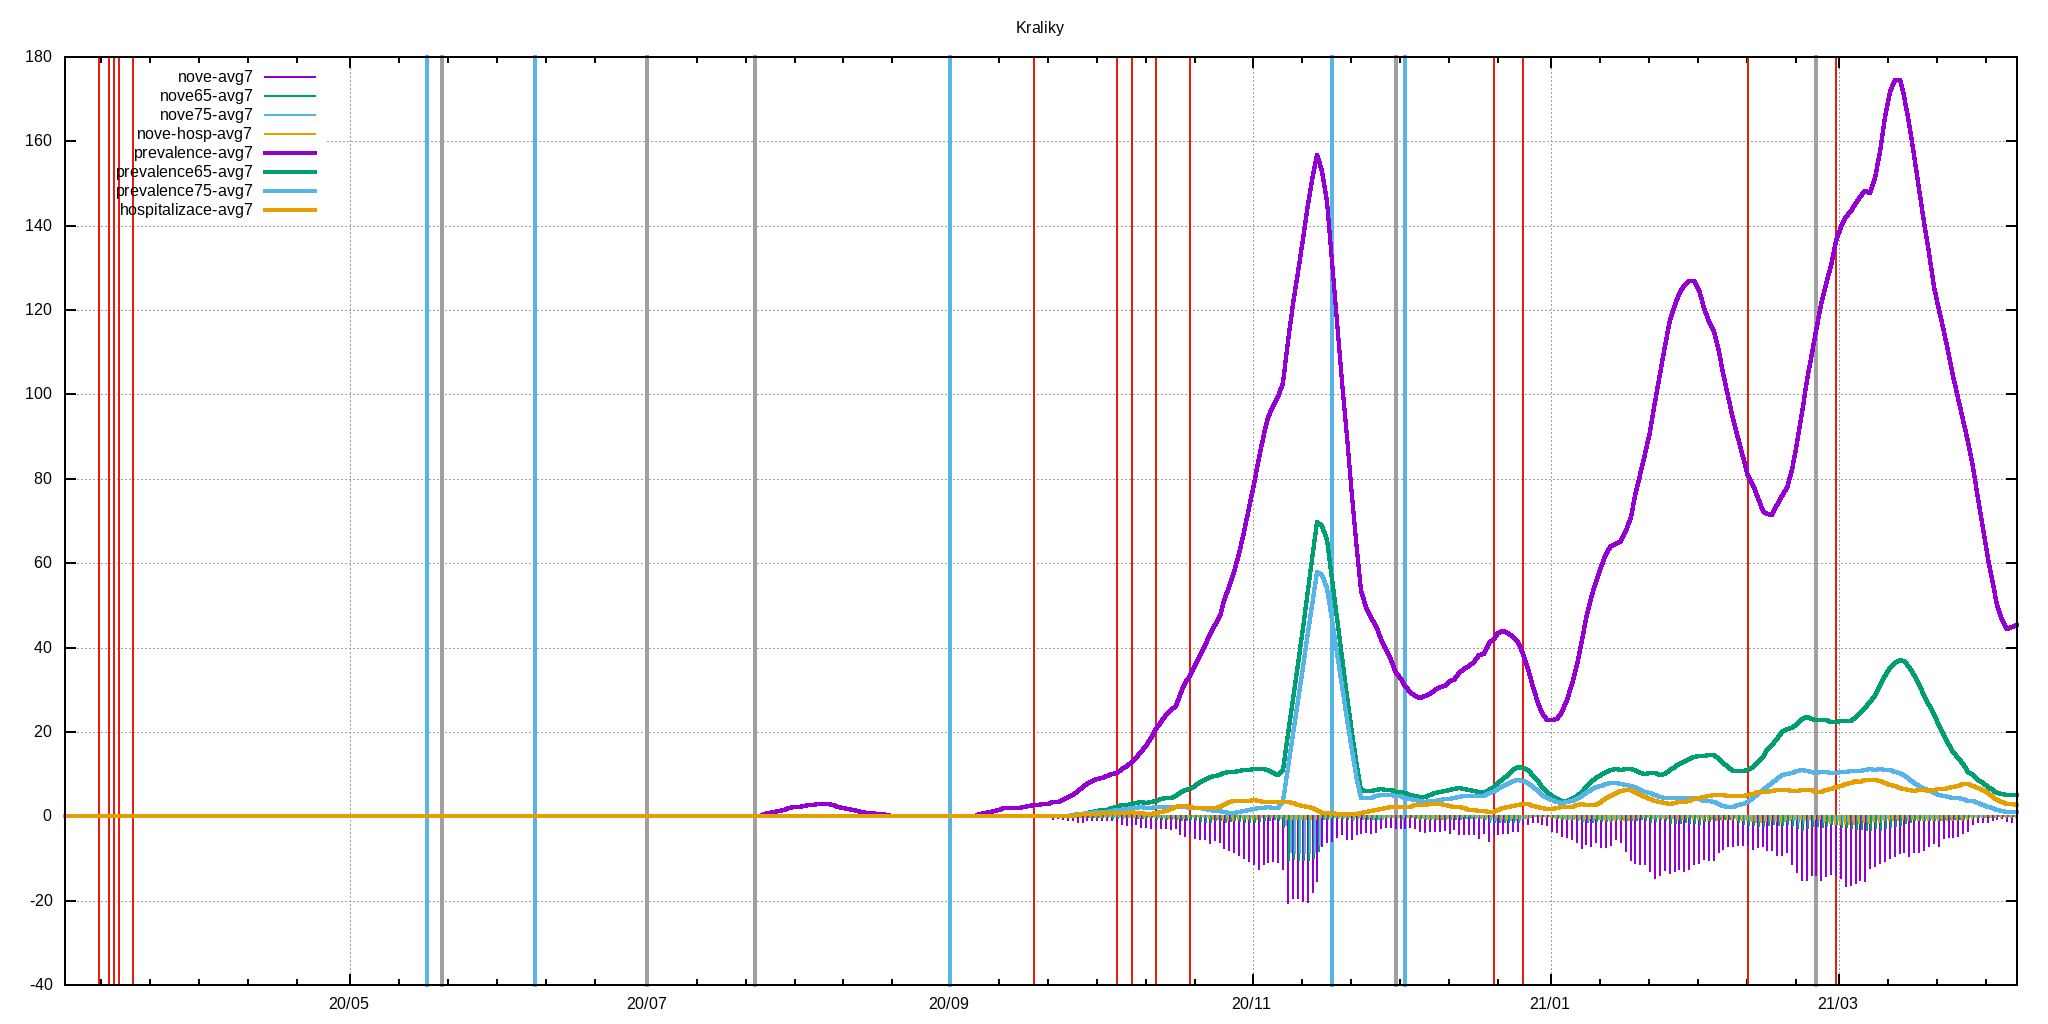 Kraliky
180
160
140
120
100
80
60
40
20
0
-20
-40
nove-avg7
nove65-avg7
nove75-avg7
nove-hosp-avg7
prevalence-avg7
prevalence65-avg7
prevalence75-avg7
hospitalizace-avg7
20/05 20/07 20/09 20/11 21/01 21/03